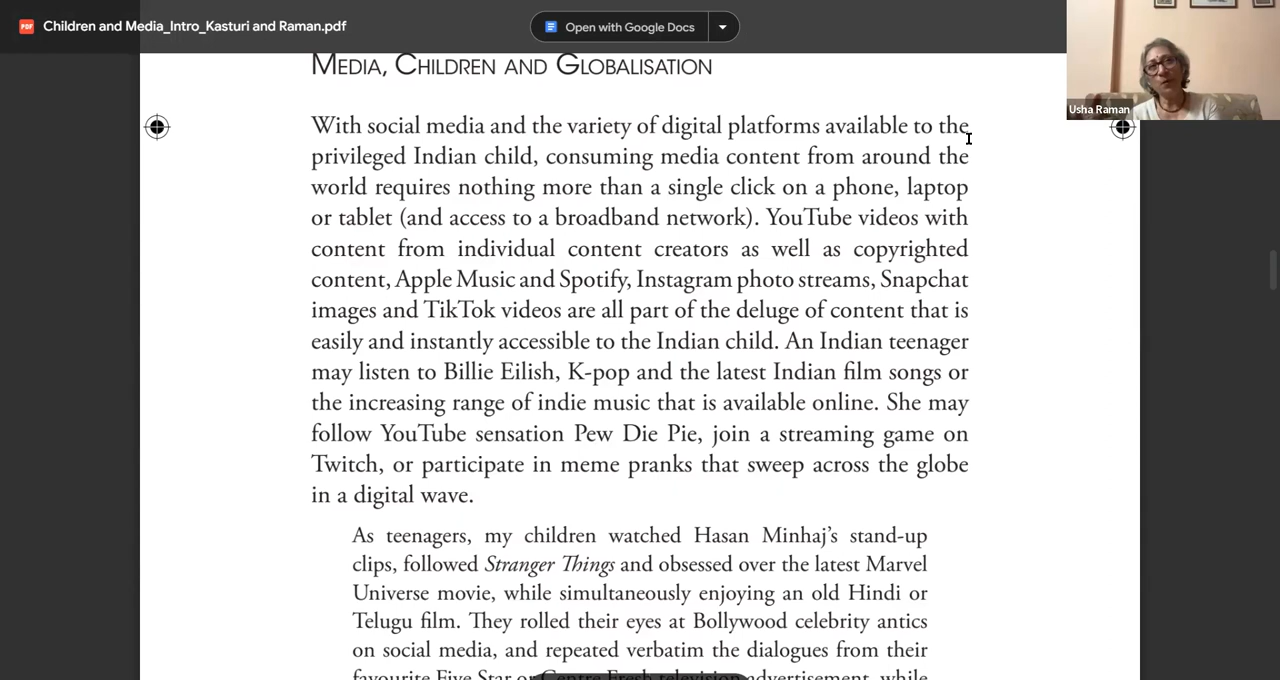 Children and Media_Intro_Kasturi and Raman.pdf
Open with Google Docs
Usha Raman
MEDIA, CHILDREN AND GLOBALISATION
With social media and the variety of digital platforms available to the
privileged Indian child, consuming media content from around the
world requires nothing more than a single click on a phone, laptop
or tablet (and access to a broadband network). YouTube videos with
content from individual content creators as well as copyrighted
content, Apple Music and Spotify, Instagram photo streams, Snapchat
images and TikTok videos are all part of the deluge of content that is
easily and instantly accessible to the Indian child. An Indian teenager
may listen to Billie Eilish, K-pop and the latest Indian film songs or
the increasing range of indie music that is available online. She may
follow YouTube sensation Pew Die Pie, join a streaming game on
Twitch, or participate in meme pranks that sweep across the globe
in a digital wave.
As teenagers, my children watched Hasan Minhaj's stand-up
clips, followed Stranger Things and obsessed over the latest Marvel
Universe movie, while simultaneously enjoying an old Hindi or
Telugu film. They rolled their eyes at Bollywood celebrity antics
on social media, and repeated verbatim the dialogues from their
favourite Five Star or Centre Fresh television advertisement, while